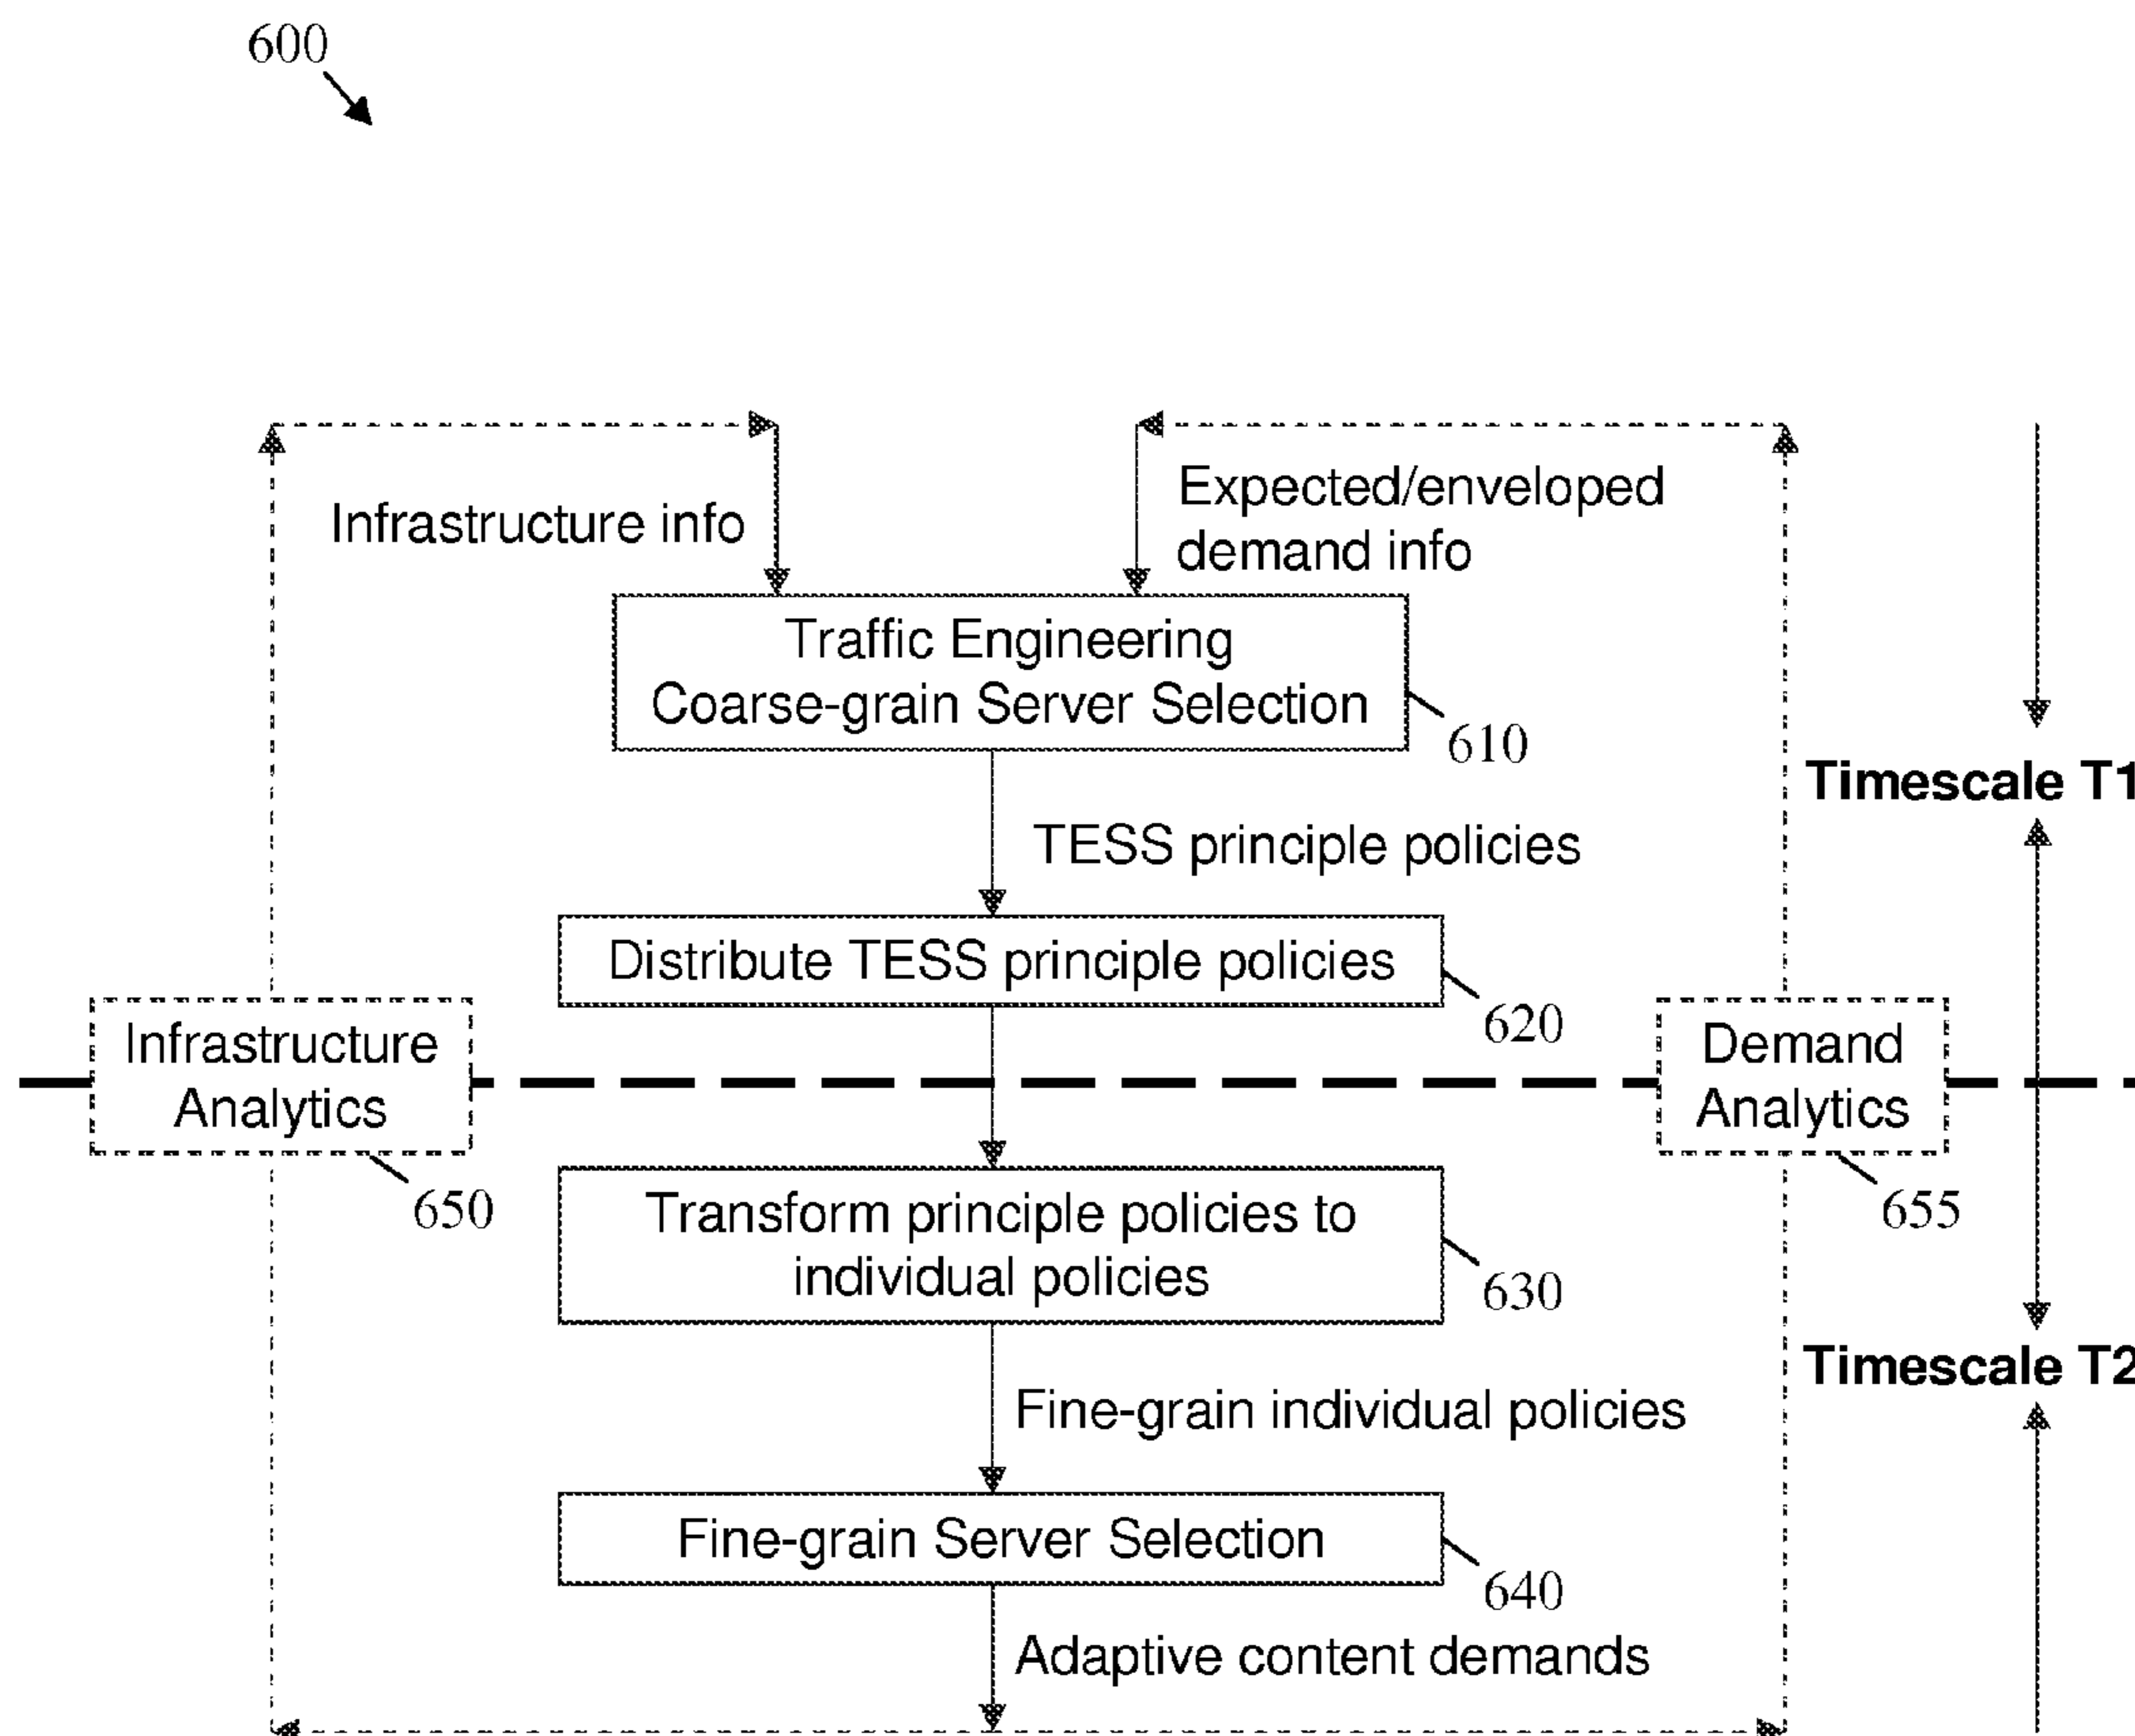 600
Infrastructure info
Expected/enveloped
demand info
Traffic Engineering
Coarse-grain Server Selection
610
Timescale T1
TESS principle policies
Distribute TESS principle policies
620
Infrastructure
Analytics
650
Demand
Analytics
655
Transform principle policies to
individual policies
630
Timescale T2
Fine-grain individual policies
Fine-grain Server Selection
640
Adaptive content demands